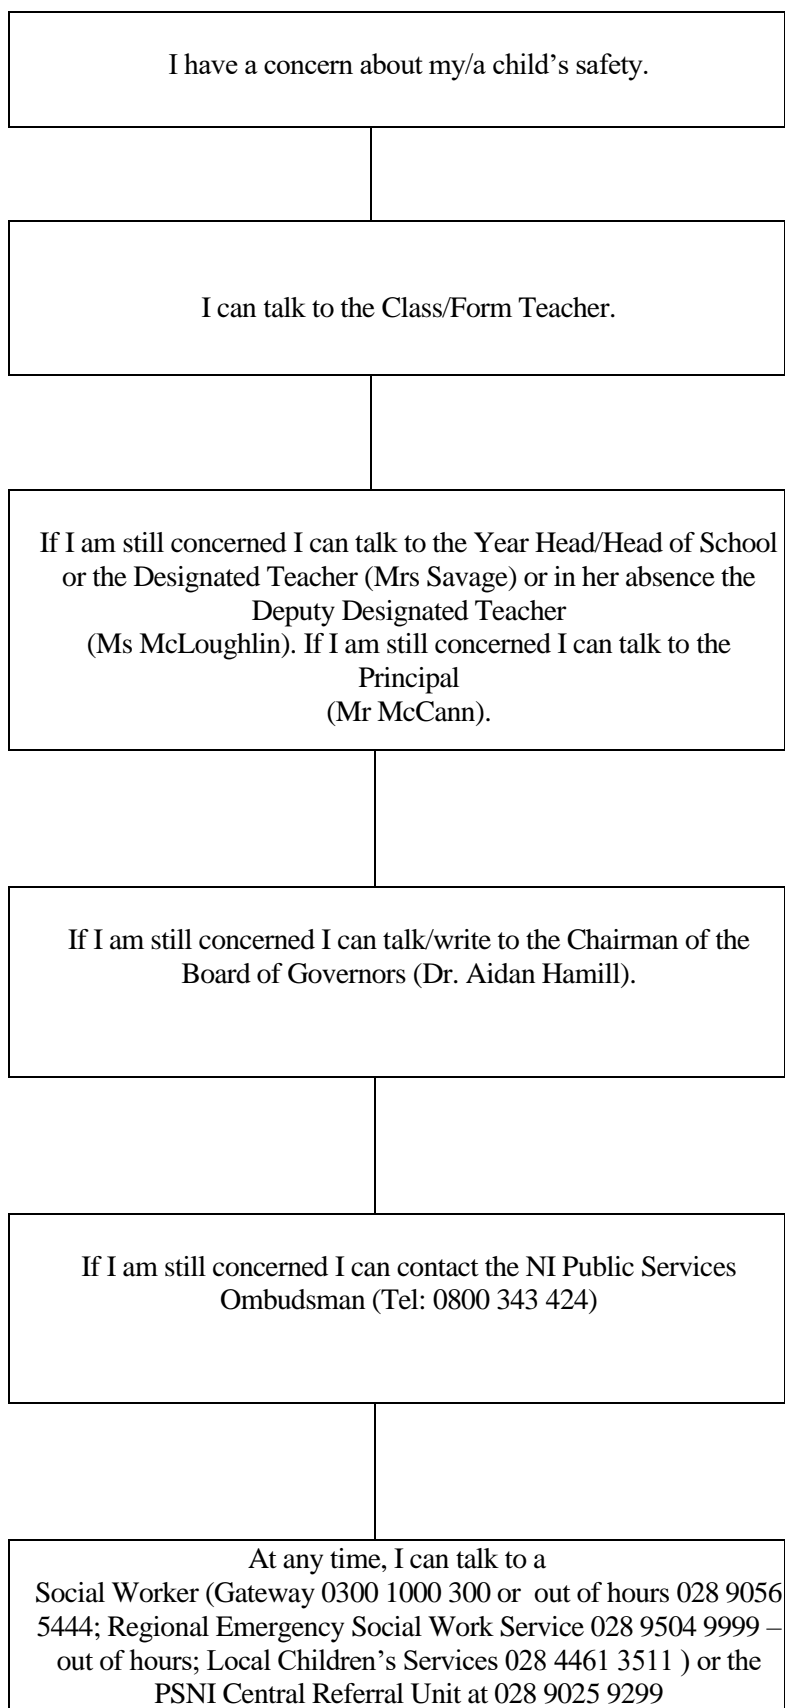 I have a concern about my/a child’s safety.
I can talk to the Class/Form Teacher.
If I am still concerned I can talk to the Year Head/Head of School
or the Designated Teacher (Mrs Savage) or in her absence the
Deputy Designated Teacher
(Ms McLoughlin). If I am still concerned I can talk to the
Principal
(Mr McCann).
If I am still concerned I can talk/write to the Chairman of the
Board of Governors (Dr. Aidan Hamill).
If I am still concerned I can contact the NI Public Services
Ombudsman (Tel: 0800 343 424)
At any time, I can talk to a
Social Worker (Gateway 0300 1000 300 or out of hours 028 9056
5444; Regional Emergency Social Work Service 028 9504 9999 –
out of hours; Local Children’s Services 028 4461 3511 ) or the
PSNI Central Referral Unit at 028 9025 9299